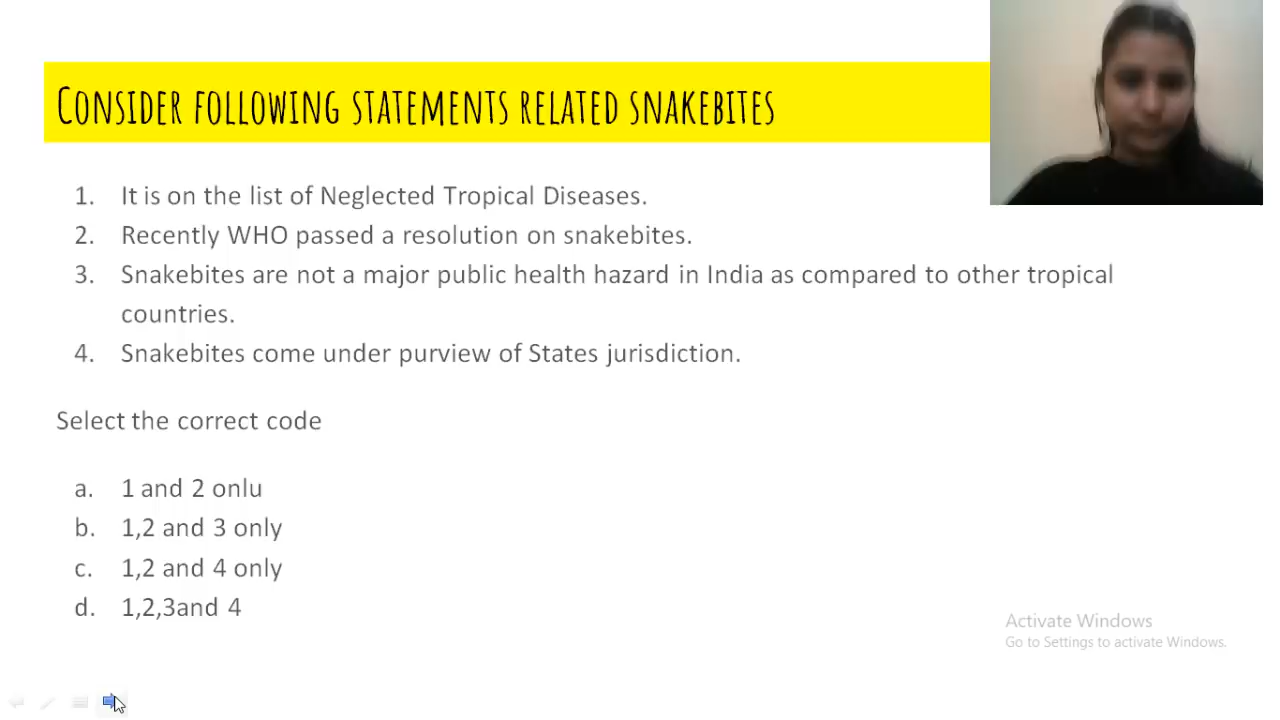 CONSIDER FOLLOWING STATEMENTS RELATED SNAKEBITES
1. It is on the list of Neglected Tropical Diseases.
2. Recently WHO passed a resolution on snakebites.
3. Snakebites are not a major public health hazard in India as compared to other tropical
countries.
4. Snakebites come under purview of States jurisdiction.
Select the correct code
a. 1 and 2 onlu
b. 1,2 and 3 only
c. 1,2 and 4 only
d. 1,2,3and 4
Activate Windows
Go to Settings to activate Windows.